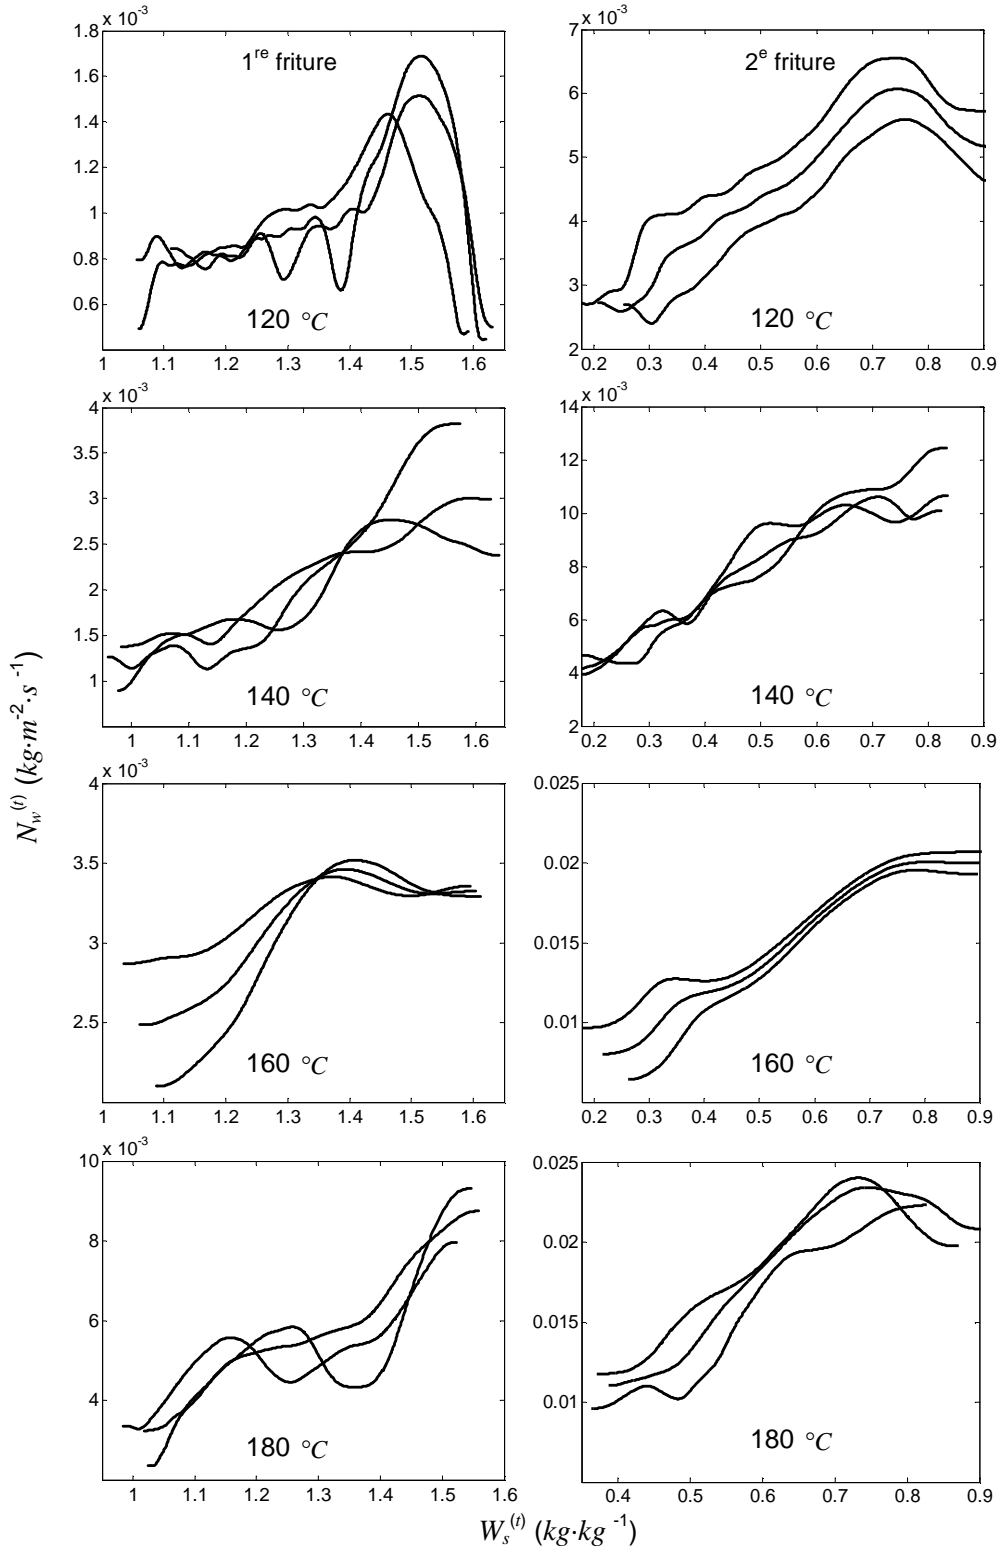 x 10-3
1.8
1.6
1.4
1.2
1
0.8
0.6
1re friture
120 °C
1 1.1 1.2 1.3 1.4 1.5 1.6
x 10-3
7
6
5
4
3
2
2e friture
120 °C
0.2 0.3 0.4 0.5 0.6 0.7 0.8 0.9
x 10-3
4
3.5
3
2.5
2
1.5
1
140 °C
1 1.1 1.2 1.3 1.4 1.5 1.6
x 10-3
14
12
10
8
6
4
2
140 °C
0.2 0.3 0.4 0.5 0.6 0.7 0.8 0.9
x 10-3
4
3.5
3
2.5
160 °C
1 1.1 1.2 1.3 1.4 1.5 1.6
0.025
0.02
0.015
0.01
160 °C
0.2 0.3 0.4 0.5 0.6 0.7 0.8 0.9
x 10-3
10
8
6
4
180 °C
1 1.1 1.2 1.3 1.4 1.5 1.6
0.025
0.02
0.015
0.01
180 °C
0.4 0.5 0.6 0.7 0.8 0.9
Nw(t) (kg·m-2·s-1)
Ws(t) (kg·kg-1)